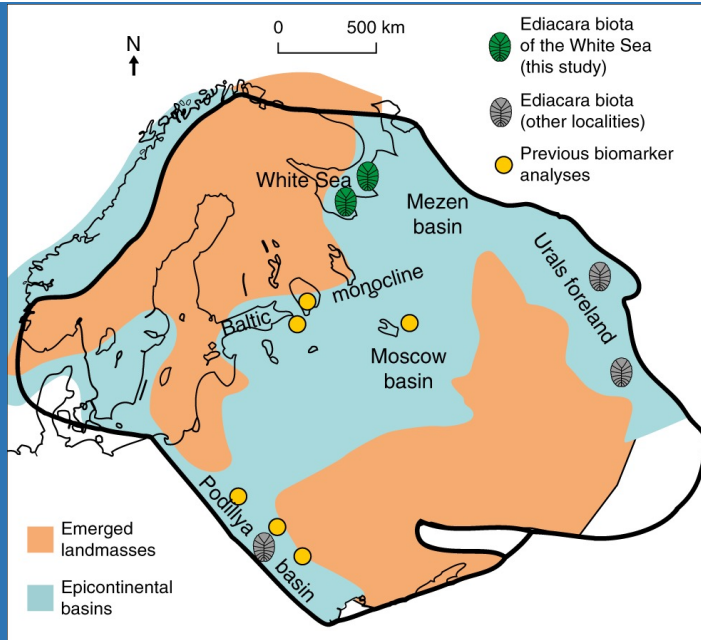 N
0 500 km
Ediacara biota
of the White Sea
(this study)
Ediacara biota
(other localities)
Previous biomarker
analyses
White Sea
Mezen
basin
Urals foreland
Baltic monocline
Moscow
basin
Podillya basin
Emerged
landmasses
Epicontinental
basins